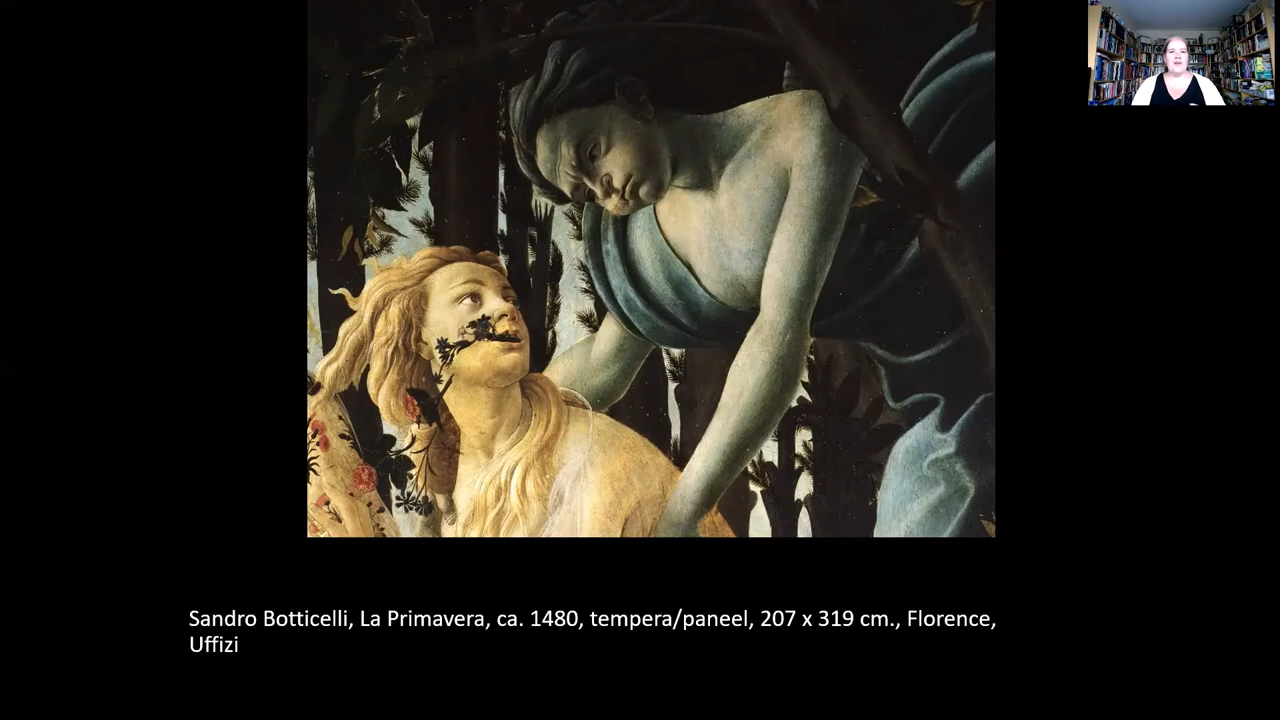 Sandro Botticelli, La Primavera, ca. 1480, tempera/paneel, 207 x 319 cm., Florence,
Uffizi